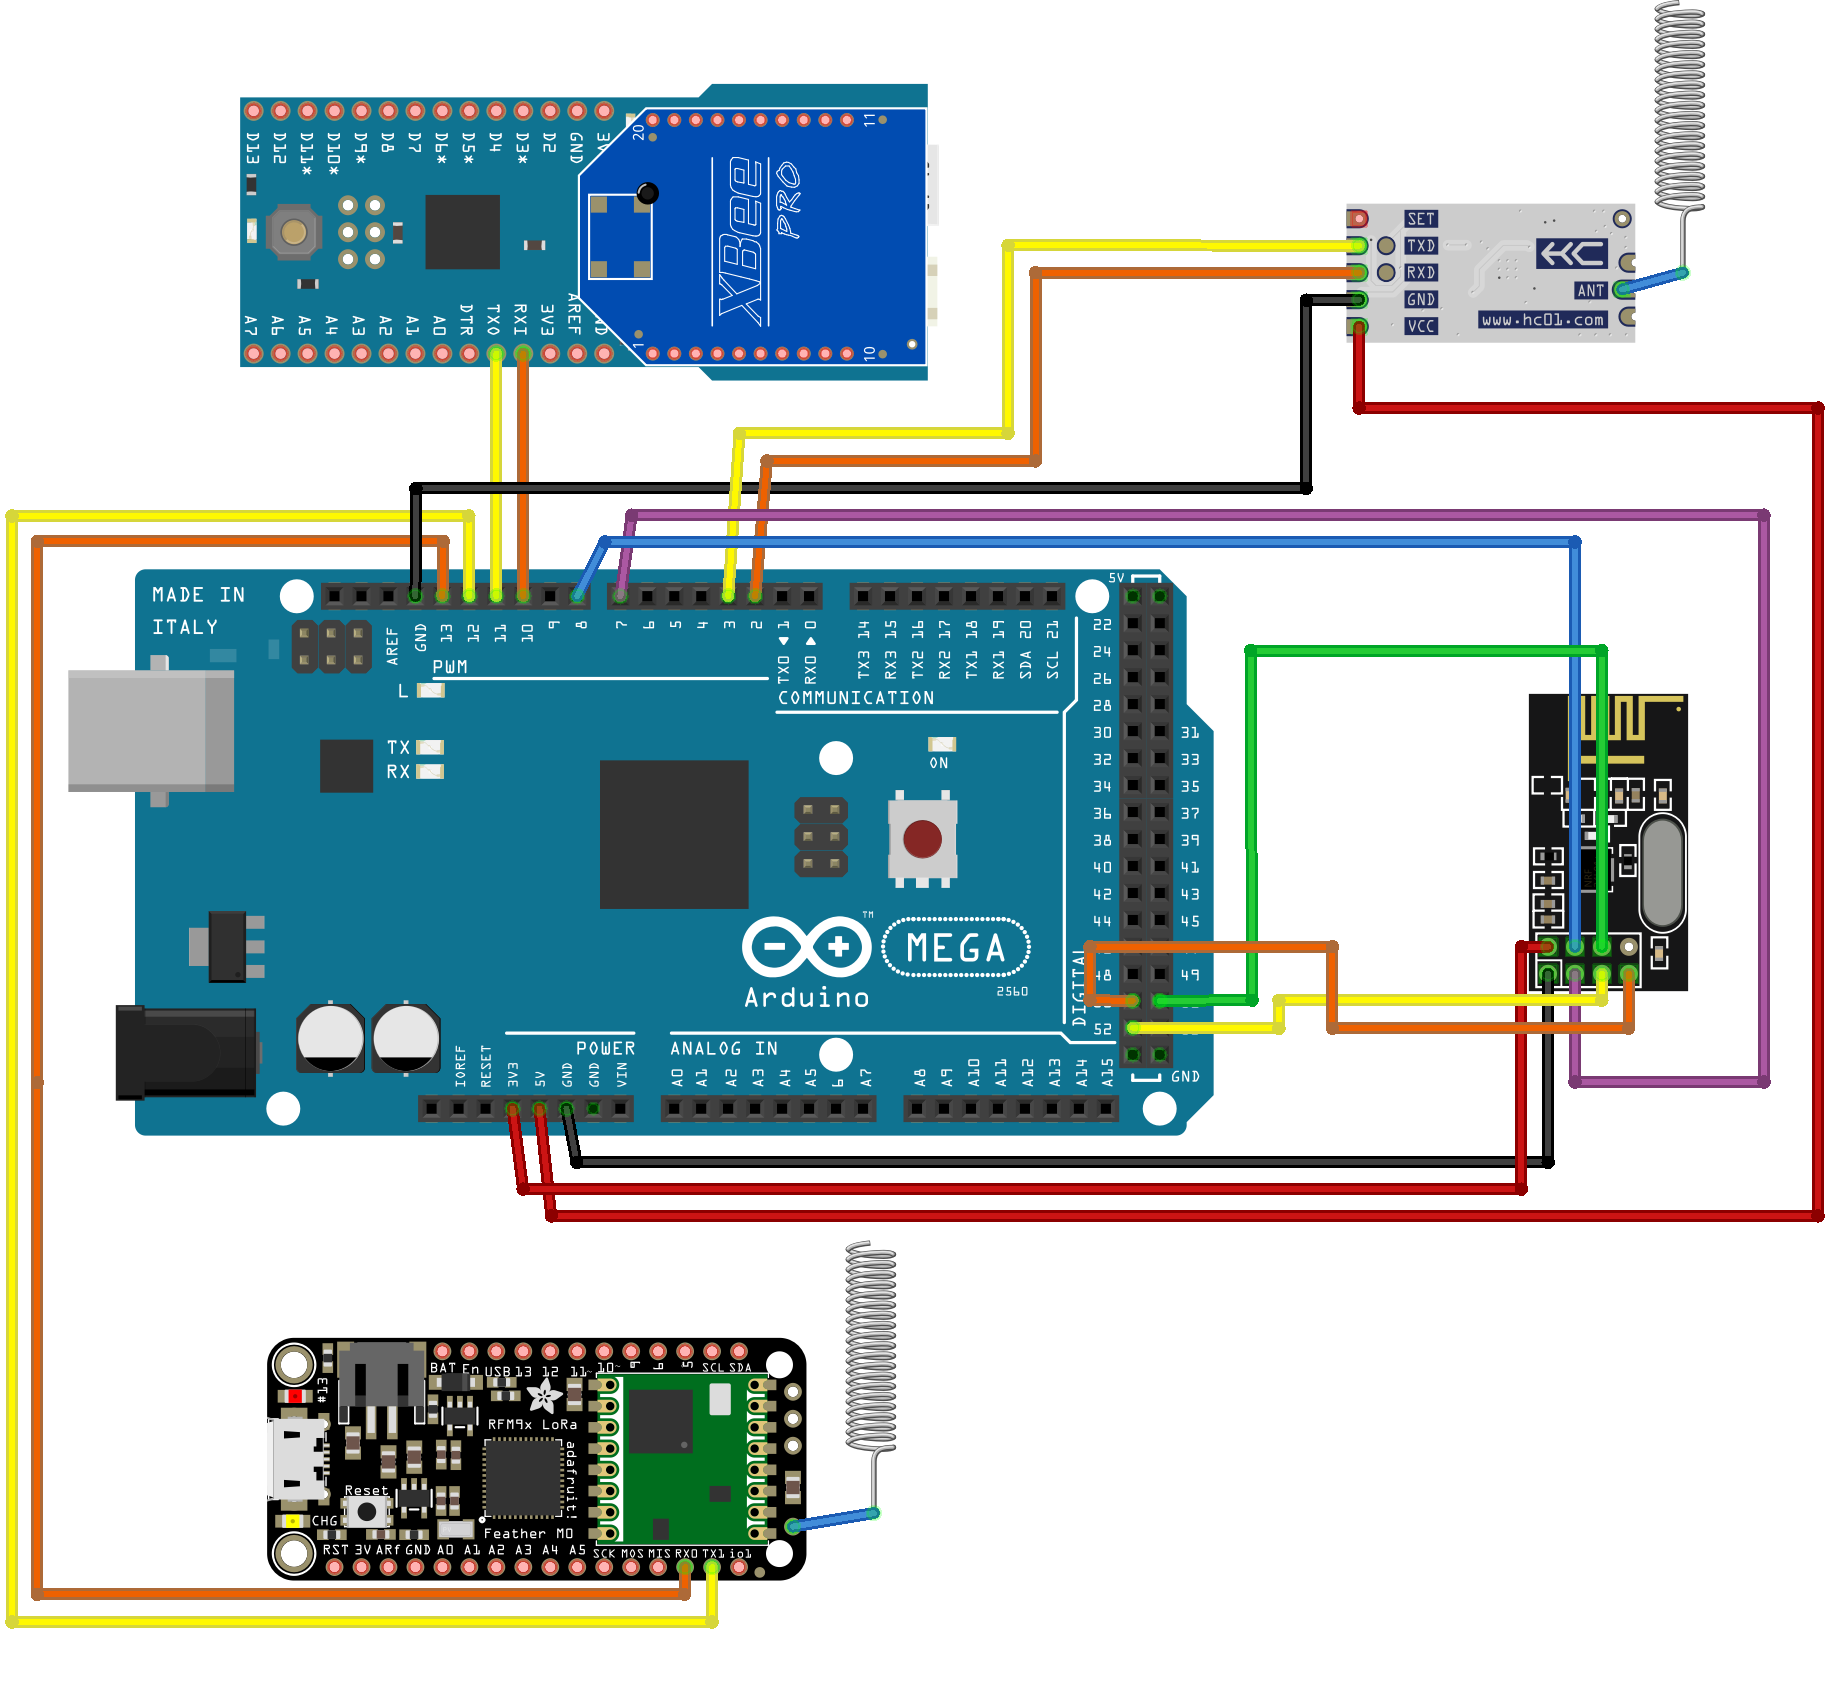 D13 D12 D11* D10* D9* D8 D7 D6* D5* D4 D3* D2 GND 3V
20 11
XBee
PRO
A7 A6 A5 A4 A3 A2 A1 A0 DTR TX0 RXI 3V3 AREF ND
1 10
SET
TXD
RXD
GND
VCC
HC
ANT
www.hc01.com
MADE IN
ITALY
AREF GND 13 12 11 10 9 8 7 6 5 4 3 2 TX0 1 RX0 0
TX3 14 RX3 15 TX2 16 RX2 17 TX1 18 RX1 19 SDA 20 SCL 21
PWM
L
COMMUNICATION
TX
RX
ON
5V
22
24
26
28
30 31
32 33
34 35
36 37
38 39
40 41
42 43
44 45
48 49
52
GND
DIGITAL
TM
MEGA
2560
Arduino
POWER
ANALOG IN
IOREF RESET 3V3 5V GND GND VIN
A0 A1 A2 A3 A4 A5 6 A7
A8 A9 A10 A11 A12 A13 A14 A15
BAT En USB 13 12 11~ 10~ 9 6 5 SCL SDA
#13
RFM9x LoRa
adafruit!
Reset
CHG
Feather M0
RST 3V ARf GND A0 A1 A2 A3 A4 A5 SCK MOS MIS RX0 TX1 io1